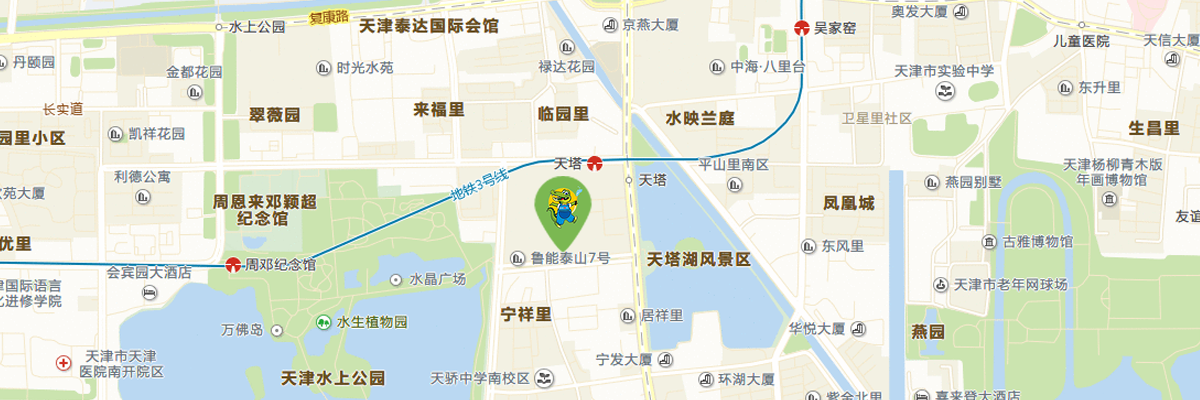 复康路
水上公园
天津泰达国际会馆
京燕大厦
吴家窑
奥发大厦
儿童医院
天信大厦
丹颐园
金都花园
时光水苑
禄达花园
中海·八里台
天津市实验中学
东升里
长实道
翠薇园
来福里
临园里
水映兰庭
卫星里社区
生昌里
园里小区
凯祥花园
天塔
平山里南区
天津杨柳青木版
年画博物馆
利德公寓
地铁3号线
天塔
燕园别墅
苑大厦
周恩来邓颖超
纪念馆
凤凰城
友谊
优里
周邓纪念馆
鲁能泰山7号
天塔湖风景区
东风里
古雅博物馆
会宾园大酒店
水晶广场
津国际语言
化进修学院
天津市老年网球场
万佛岛
水生植物园
宁祥里
居祥里
华悦大厦
燕园
天津市天津
医院南开院区
宁发大厦
天津水上公园
天骄中学南校区
环湖大厦
紫金北里
喜来登大酒店